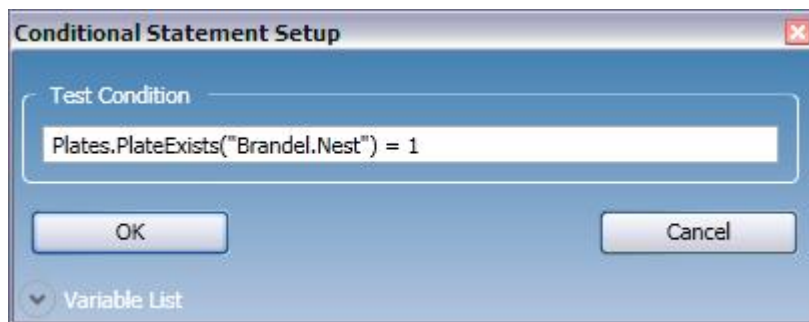 Conditional Statement Setup
Test Condition
Plates.PlateExists("Brandel.Nest") = 1
OK Cancel
Variable List